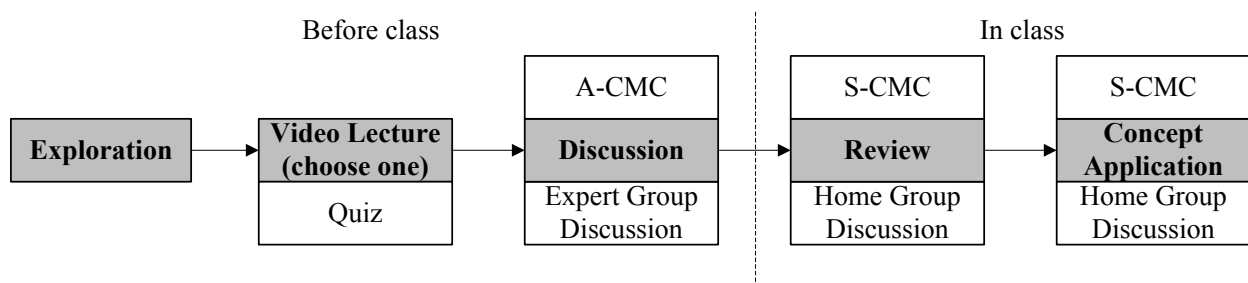 Before class
In class
Exploration
Video Lecture
(choose one)
Quiz
A-CMC
Discussion
Expert Group
Discussion
S-CMC
Review
Home Group
Discussion
S-CMC
Concept
Application
Home Group
Discussion